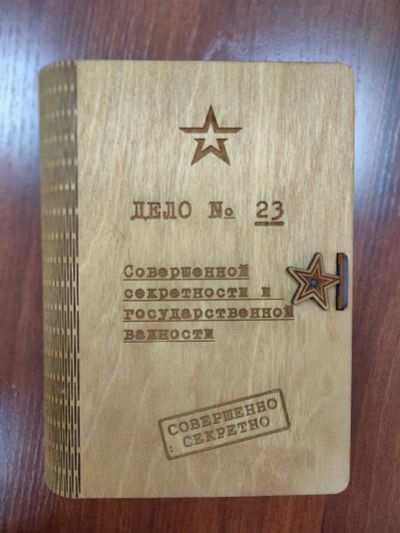 ДЕЛО № 23
Совершенной
секретности и
государственной
важности
СОВЕРШЕННО
СЕКРЕТНО